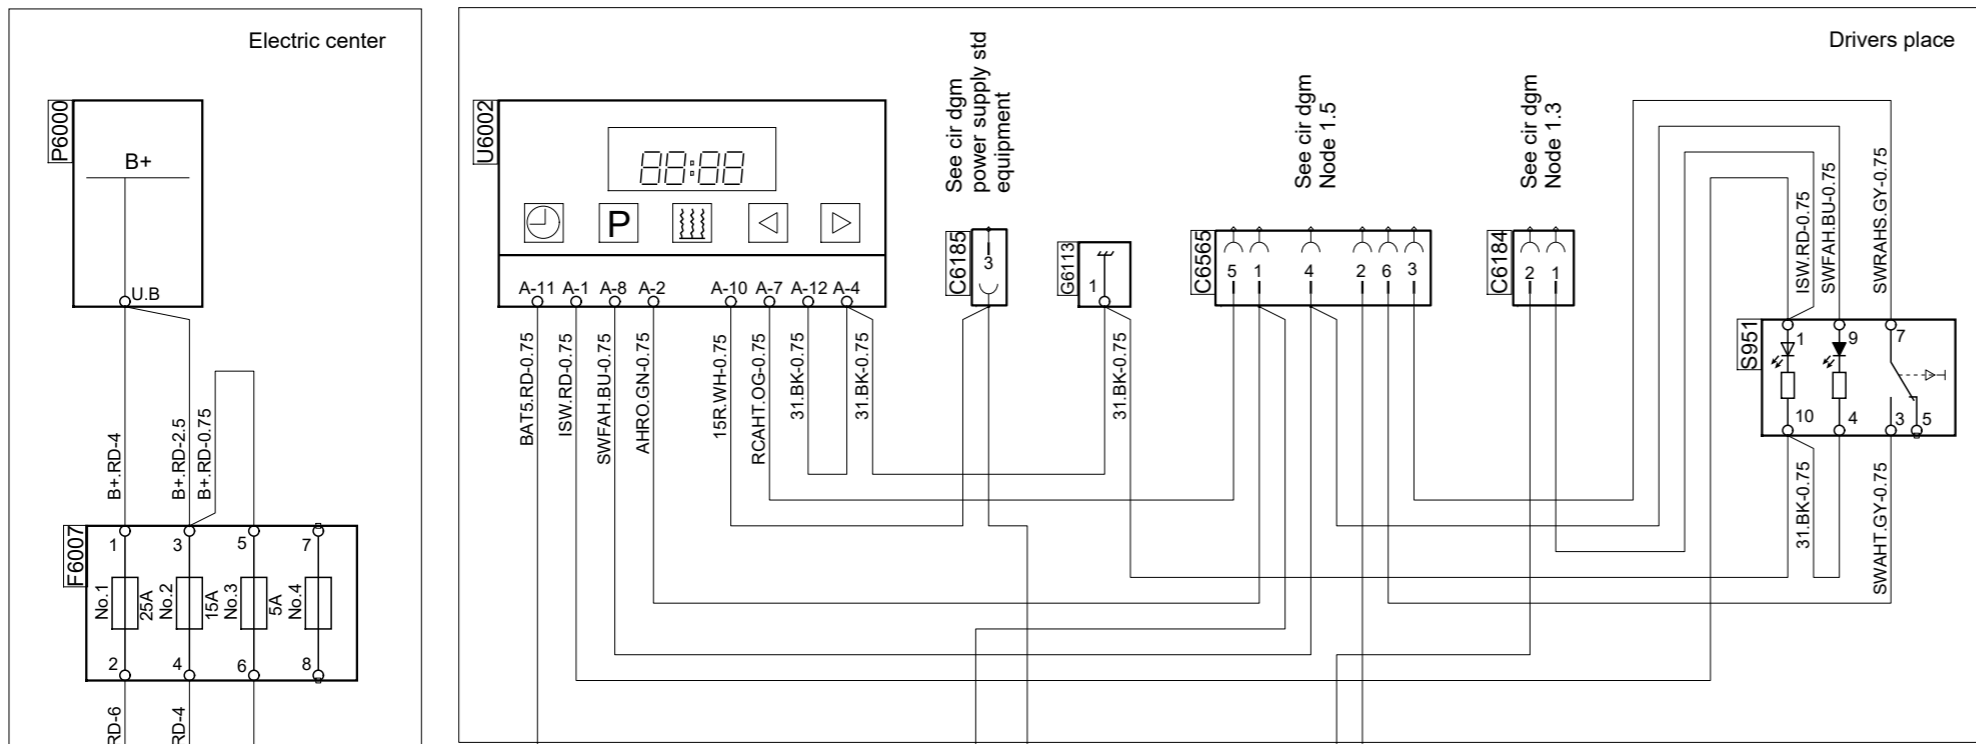 Electric center
P6000
B+
U.B
B+.RD-4
B+.RD-2.5
B+.RD-0.75
F6007
1
3
5
7
No.1
25A
No.2
15A
No.3
5A
No.4
2
4
6
8
RD-6
RD-4
Drivers place
U6002
88:88
P
A-11
A-1
A-8
A-2
A-10
A-7
A-12
A-4
BAT5.RD-0.75
ISW.RD-0.75
SWFAH.BU-0.75
AHRO.GN-0.75
15R.WH-0.75
RCAHT.OG-0.75
31.BK-0.75
31.BK-0.75
See cir dgm
power supply std
equipment
C6185
3
G6113
1
31.BK-0.75
See cir dgm
Node 1.5
C6565
5
1
4
2
6
3
See cir dgm
Node 1.3
C6184
2
1
ISW.RD-0.75
SWFAH.BU-0.75
SWRAHS.GY-0.75
S951
1
9
7
10
4
3
5
31.BK-0.75
SWAHT.GY-0.75